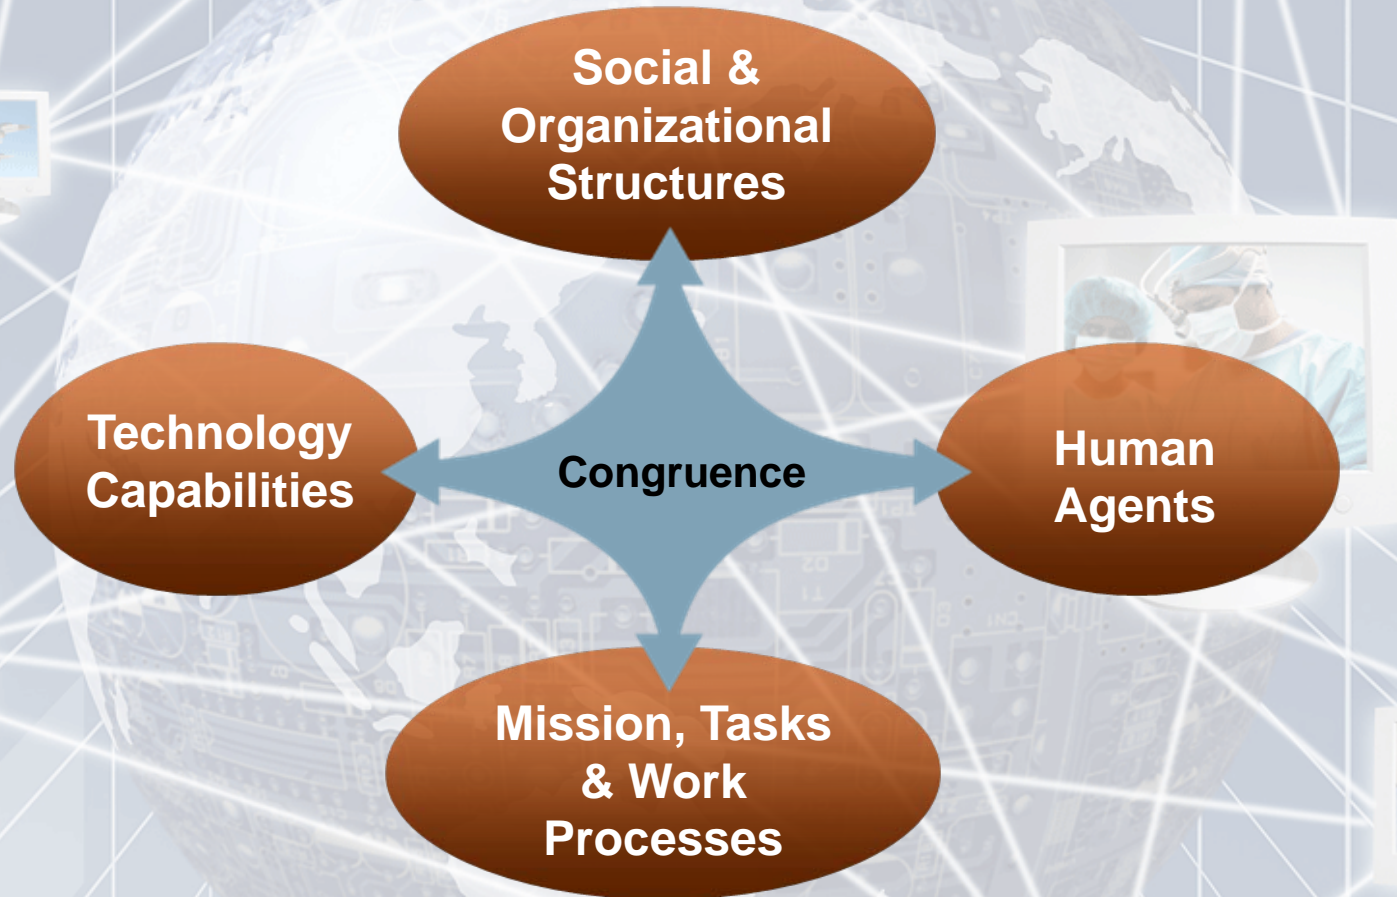 Social &
Organizational
Structures
Technology
Capabilities
Congruence
Human
Agents
Mission, Tasks
& Work
Processes